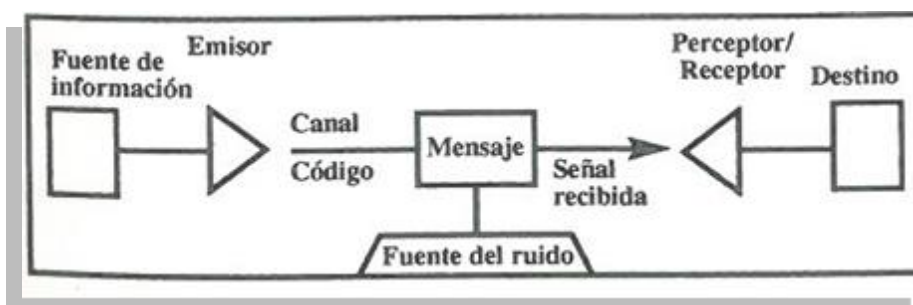 Fuente de
información
Emisor
Canal
Código
Mensaje
Señal
recibida
Perceptor/
Receptor
Destino
Fuente del ruido